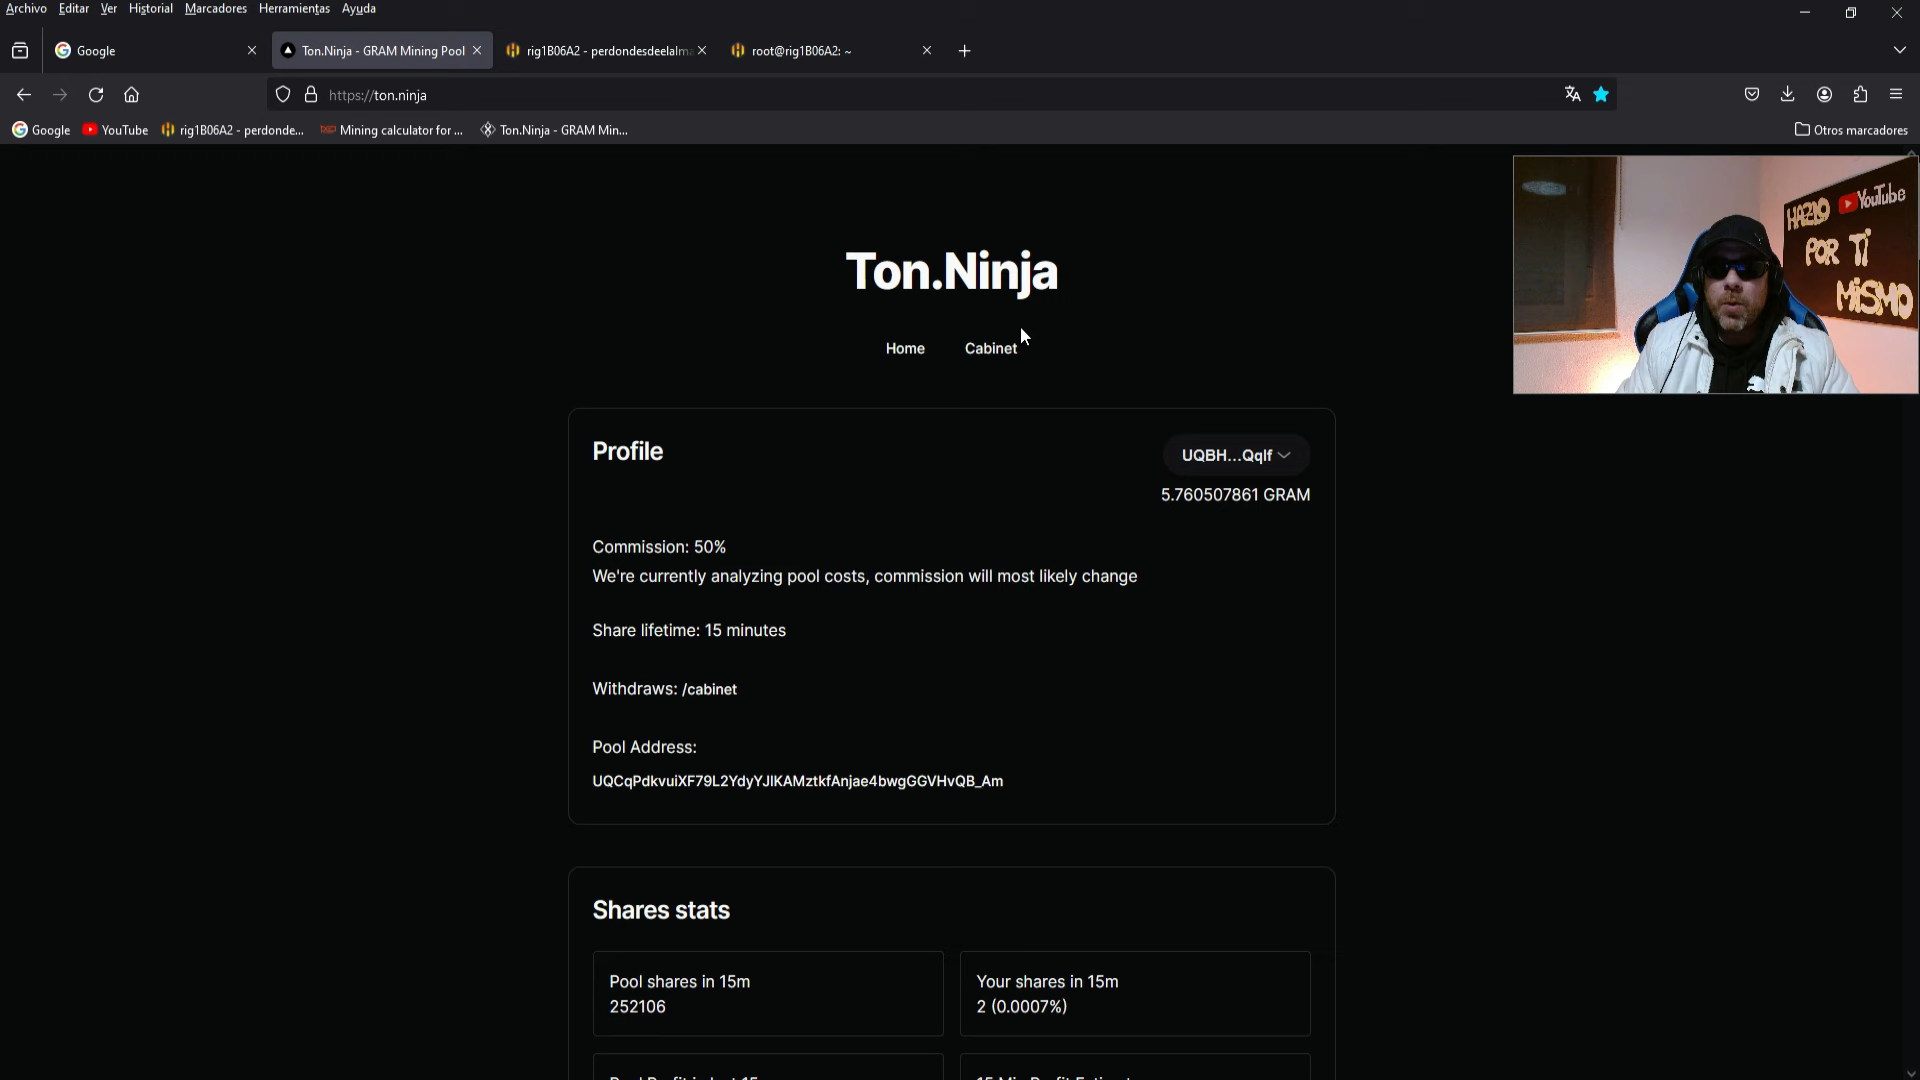 Archivo Editar Ver Historial Marcadores Herramientas Ayuda
Google
Ton.Ninja - GRAM Mining Pool
rig1B06A2 - perdondesdeelalma
root@rig1B06A2: ~
https://ton.ninja
Google
YouTube
rig1B06A2 - perdonde...
Mining calculator for ...
Ton.Ninja - GRAM Min...
Otros marcadores
YouTube
HAZLO
POR TI
MISMO
Ton.Ninja
Home
Cabinet
Profile
UQBH...Qqlf
5.760507861 GRAM
Commission: 50%
We're currently analyzing pool costs, commission will most likely change
Share lifetime: 15 minutes
Withdraws: /cabinet
Pool Address:
UQCqPdkvuiXF79L2YdyYJIKAMztkfAnjae4bwgGGVHvQB_Am
Shares stats
Pool shares in 15m
252106
Your shares in 15m
2 (0.0007%)